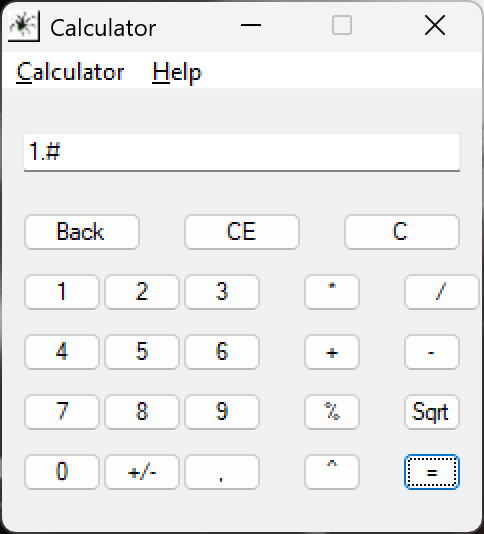 Calculator
Calculator Help
1.#
Back CE C
1 2 3 * /
4 5 6 + -
7 8 9 % Sqrt
0 +/- , ^ =